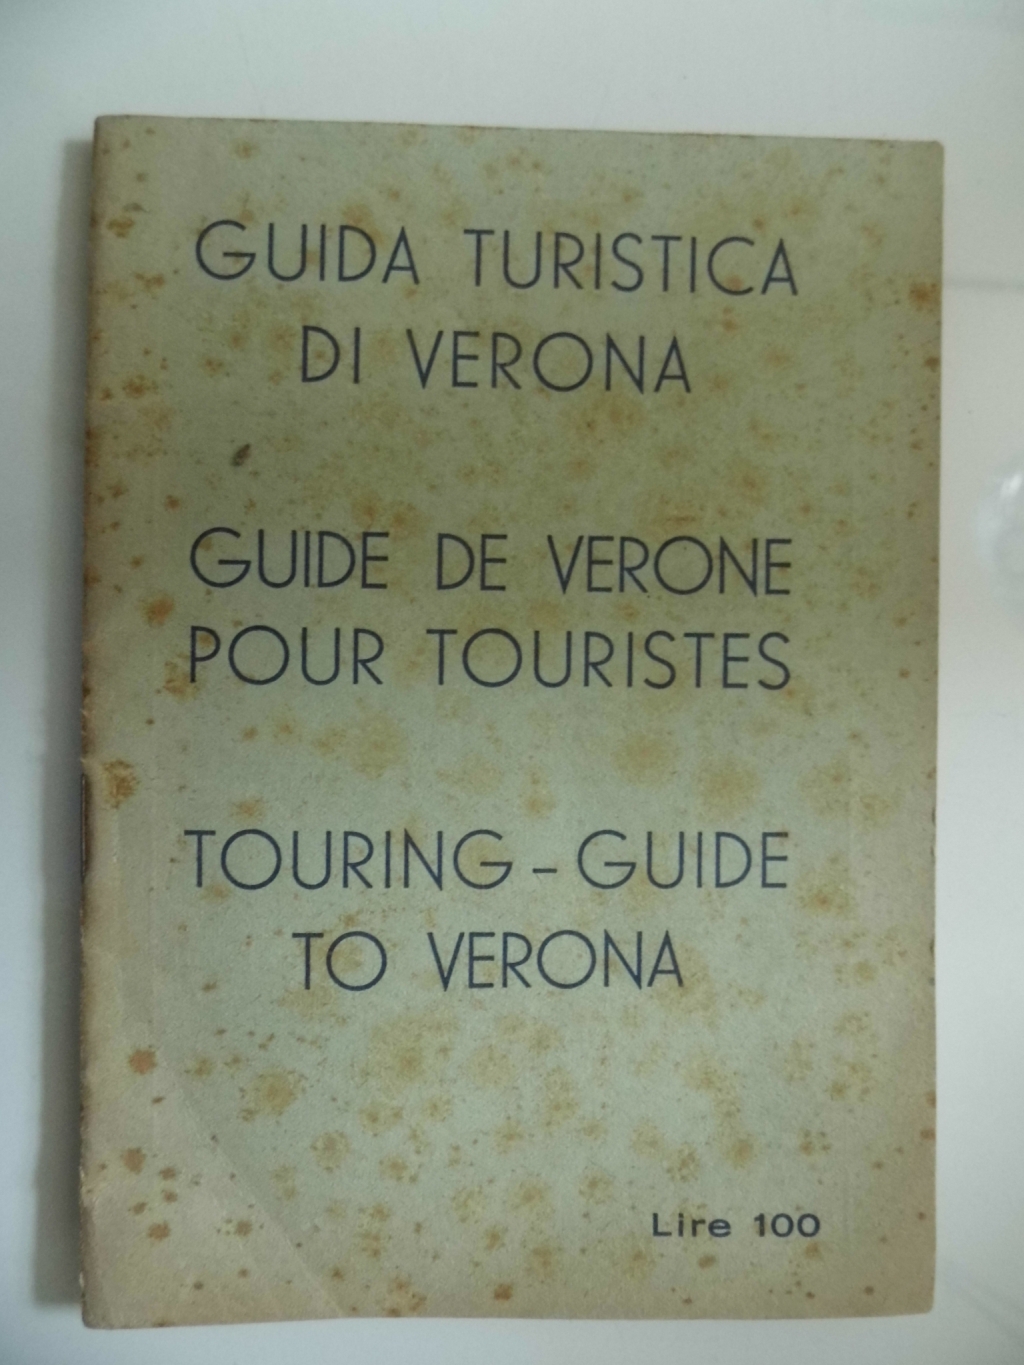 GUIDA TURISTICA
DI VERONA
GUIDE DE VERONE
POUR TOURISTES
TOURING - GUIDE
TO VERONA
Lire 100